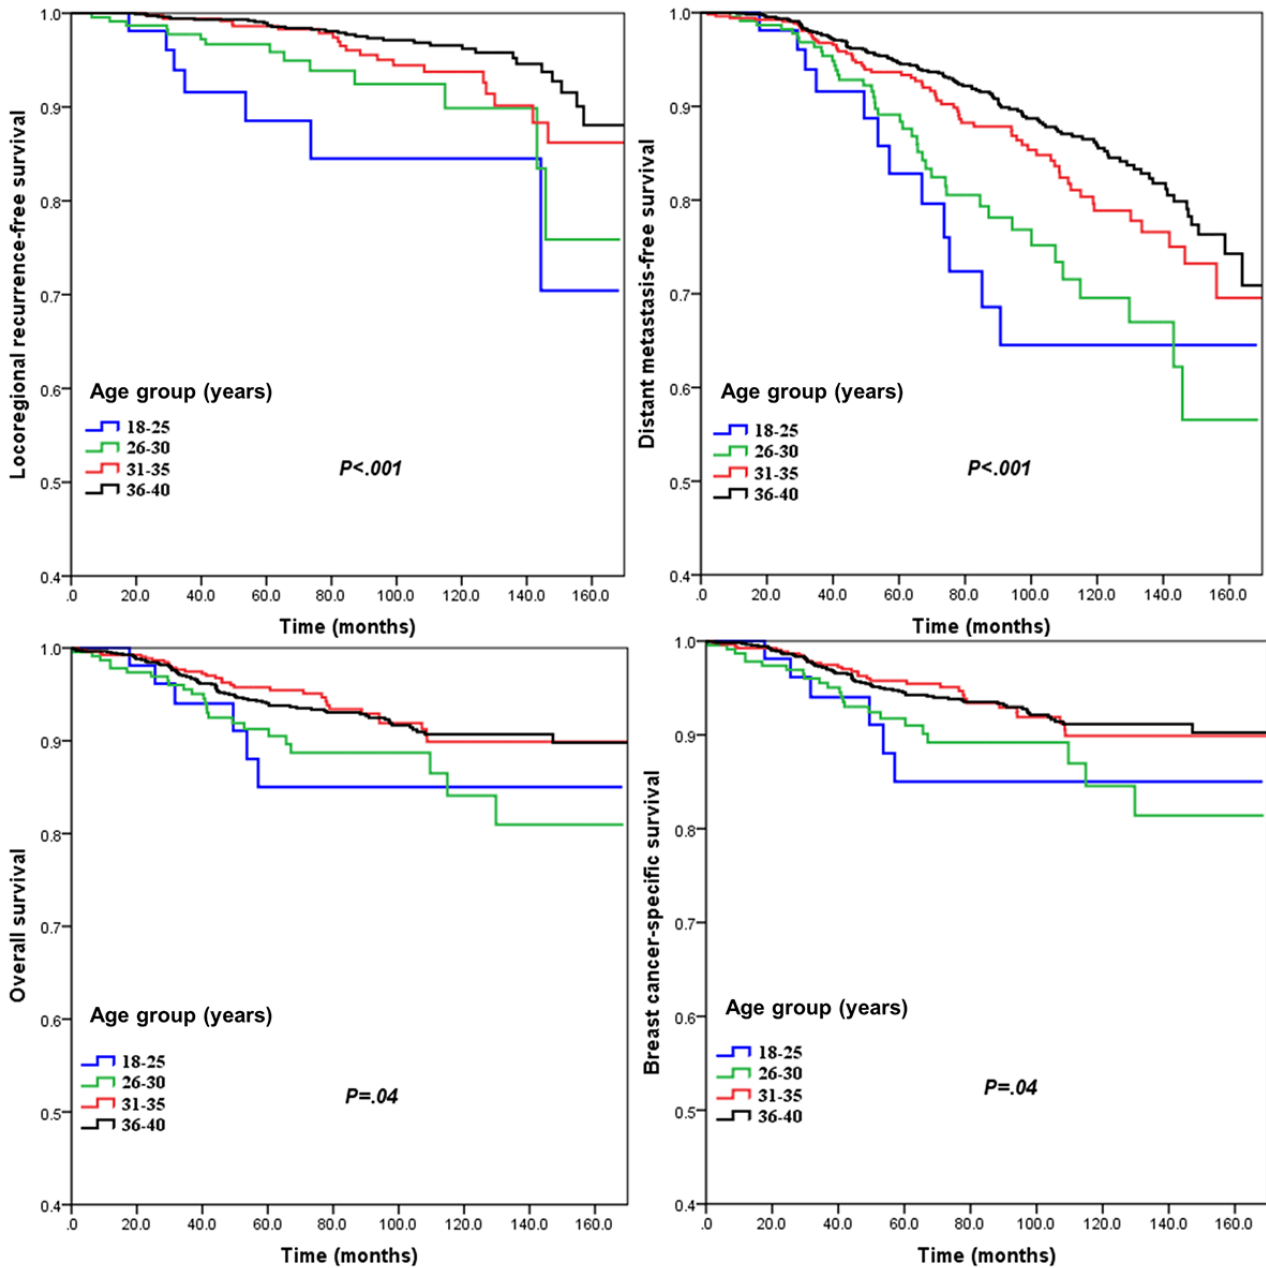 Locoregional recurrence-free survival
1.0
0.9
0.8
0.7
0.6
0.5
0.4
Age group (years)
18-25
26-30
31-35
36-40
P<.001
.0 20.0 40.0 60.0 80.0 100.0 120.0 140.0 160.0
Time (months)
Distant metastasis-free survival
1.0
0.9
0.8
0.7
0.6
0.5
0.4
Age group (years)
18-25
26-30
31-35
36-40
P<.001
.0 20.0 40.0 60.0 80.0 100.0 120.0 140.0 160.0
Time (months)
Overall survival
1.0
0.9
0.8
0.7
0.6
0.5
0.4
Age group (years)
18-25
26-30
31-35
36-40
P=.04
.0 20.0 40.0 60.0 80.0 100.0 120.0 140.0 160.0
Time (months)
Breast cancer-specific survival
1.0
0.9
0.8
0.7
0.6
0.5
0.4
Age group (years)
18-25
26-30
31-35
36-40
P=.04
.0 20.0 40.0 60.0 80.0 100.0 120.0 140.0 160.0
Time (months)